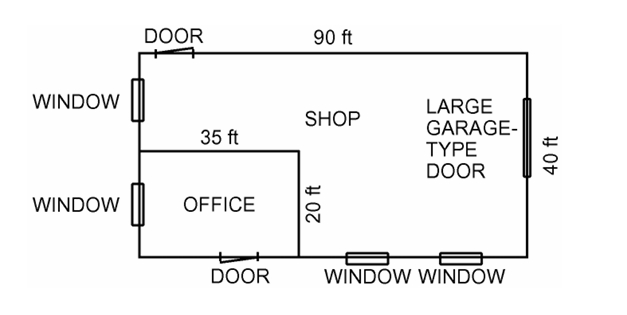 DOOR
90 ft
WINDOW
SHOP
LARGE
GARAGE-
TYPE
DOOR
40 ft
35 ft
WINDOW
OFFICE
20 ft
DOOR
WINDOW WINDOW